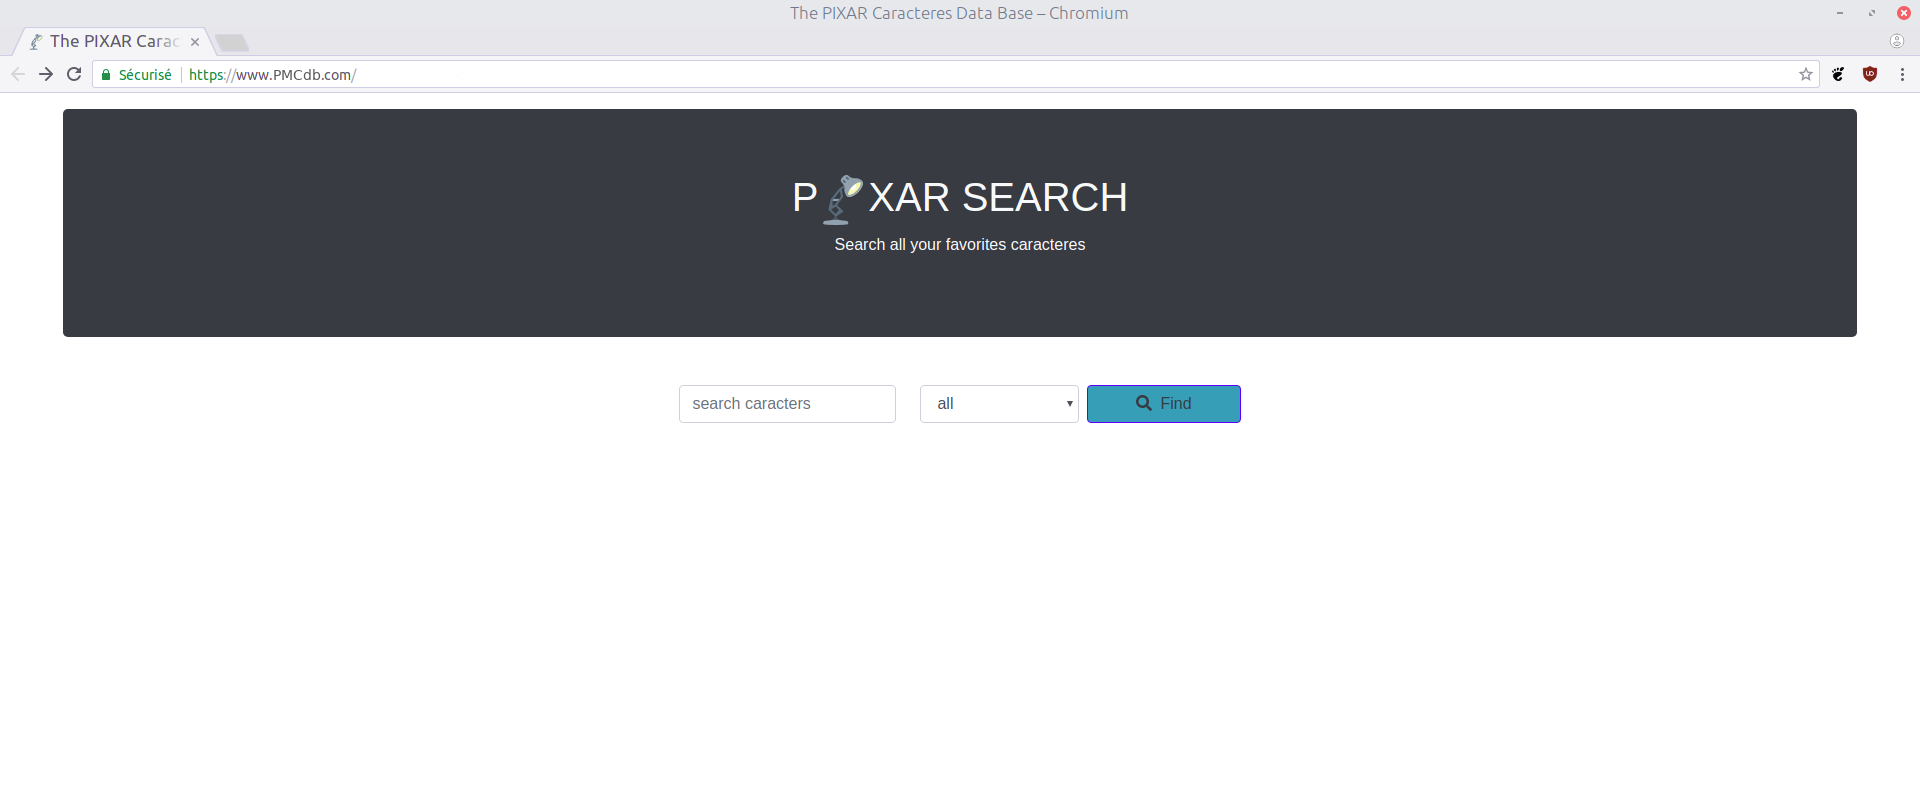 The PIXAR Caracteres Data Base – Chromium
The PIXAR Carac
Sécurisé https://www.PMCdb.com/
P XAR SEARCH
Search all your favorites caracteres
search caracters
all
Find